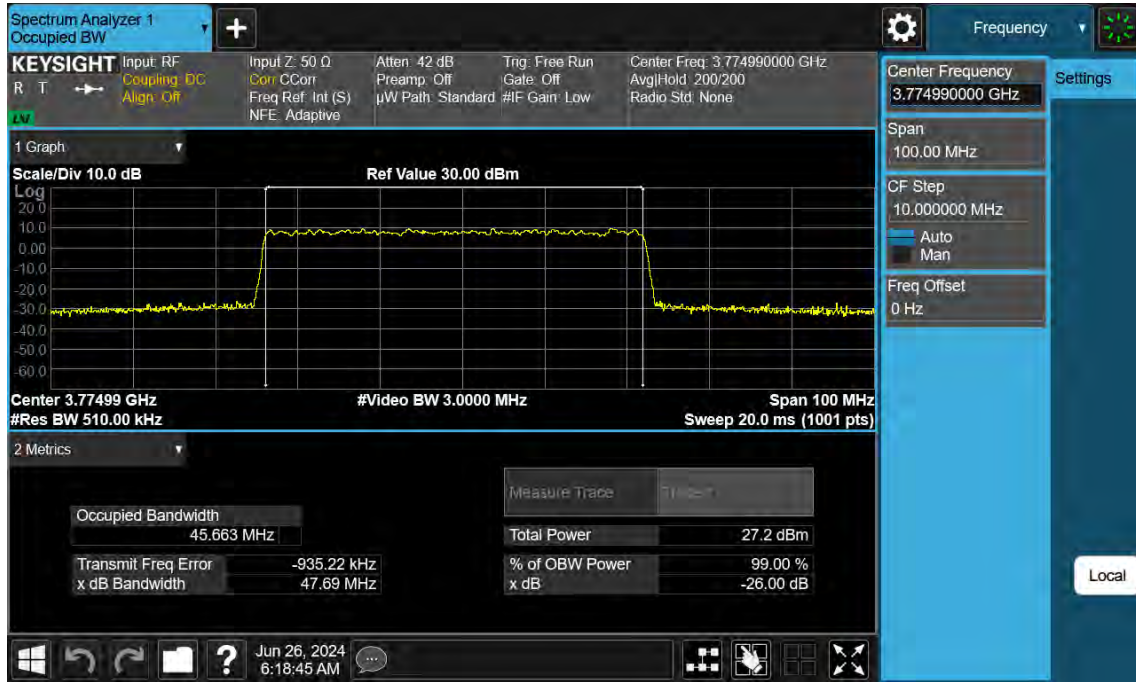 Spectrum Analyzer 1
Occupied BW
Frequency
KEYSIGHT
R T
Input: RF
Coupling: DC
Align: Off
Input Z: 50 Ω
Corr CCorr
Freq Ref: Int (S)
NFE: Adaptive
Atten: 42 dB
Preamp: Off
µW Path: Standard
Trig: Free Run
Gate: Off
#IF Gain: Low
Center Freq: 3.774990000 GHz
Avg|Hold: 200/200
Radio Std: None
1 Graph
Scale/Div 10.0 dB
Ref Value 30.00 dBm
Log
20.0
10.0
0.00
-10.0
-20.0
-30.0
-40.0
-50.0
-60.0
Center 3.77499 GHz
#Video BW 3.0000 MHz
Span 100 MHz
#Res BW 510.00 kHz
Sweep 20.0 ms (1001 pts)
2 Metrics
Measure Trace
Occupied Bandwidth
45.663 MHz
Total Power 27.2 dBm
Transmit Freq Error -935.22 kHz
% of OBW Power 99.00 %
x dB Bandwidth 47.69 MHz
x dB -26.00 dB
Jun 26, 2024
6:18:45 AM
Center Frequency
3.774990000 GHz
Settings
Span
100.00 MHz
CF Step
10.000000 MHz
Auto
Man
Freq Offset
0 Hz
Local